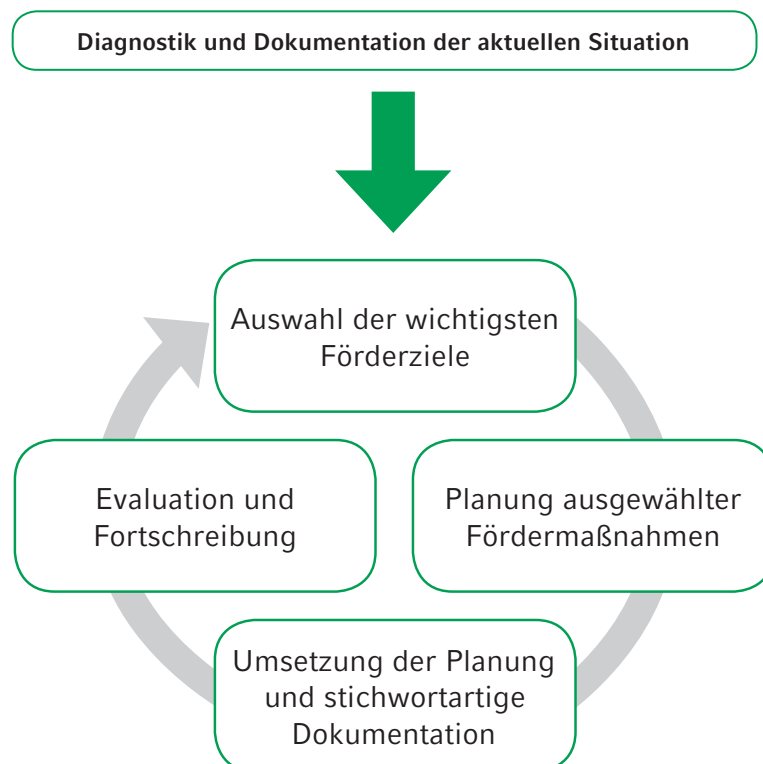 Diagnostik und Dokumentation der aktuellen Situation
Auswahl der wichtigsten
Förderziele
Evaluation und
Fortschreibung
Planung ausgewählter
Fördermaßnahmen
Umsetzung der Planung
und stichwortartige
Dokumentation